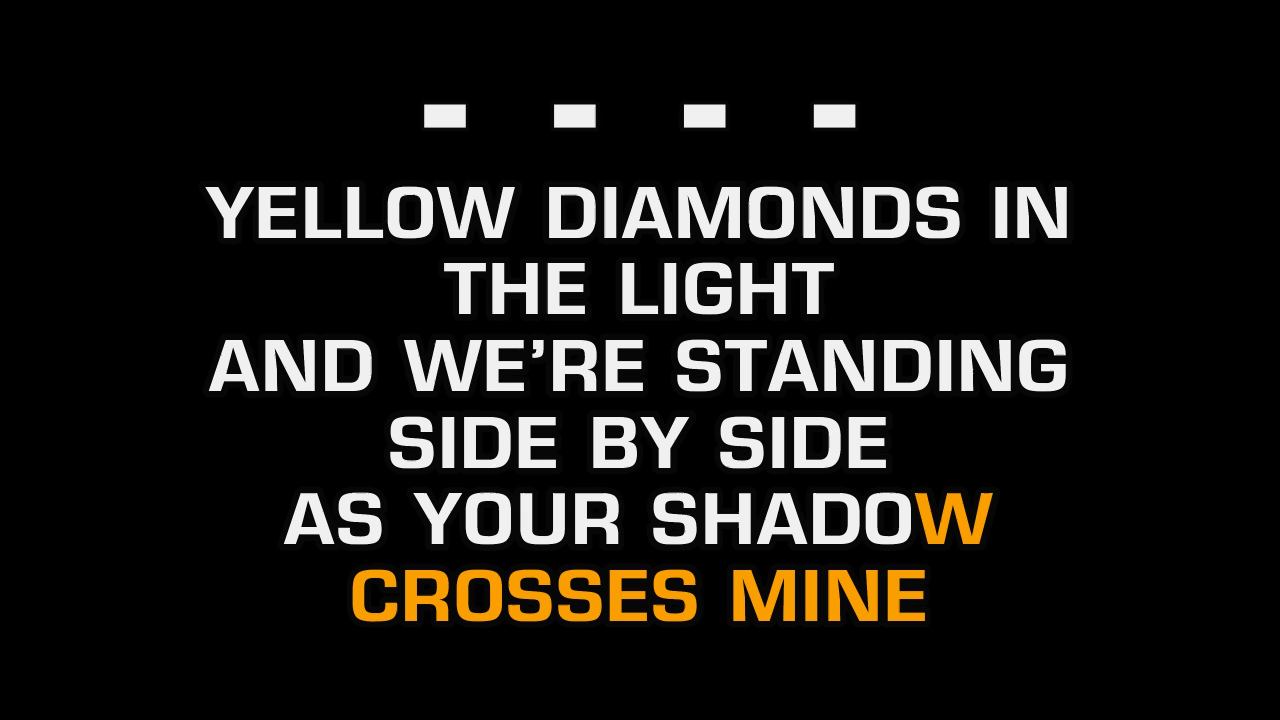 YELLOW DIAMONDS IN
THE LIGHT
AND WE’RE STANDING
SIDE BY SIDE
AS YOUR SHADOW
CROSSES MINE